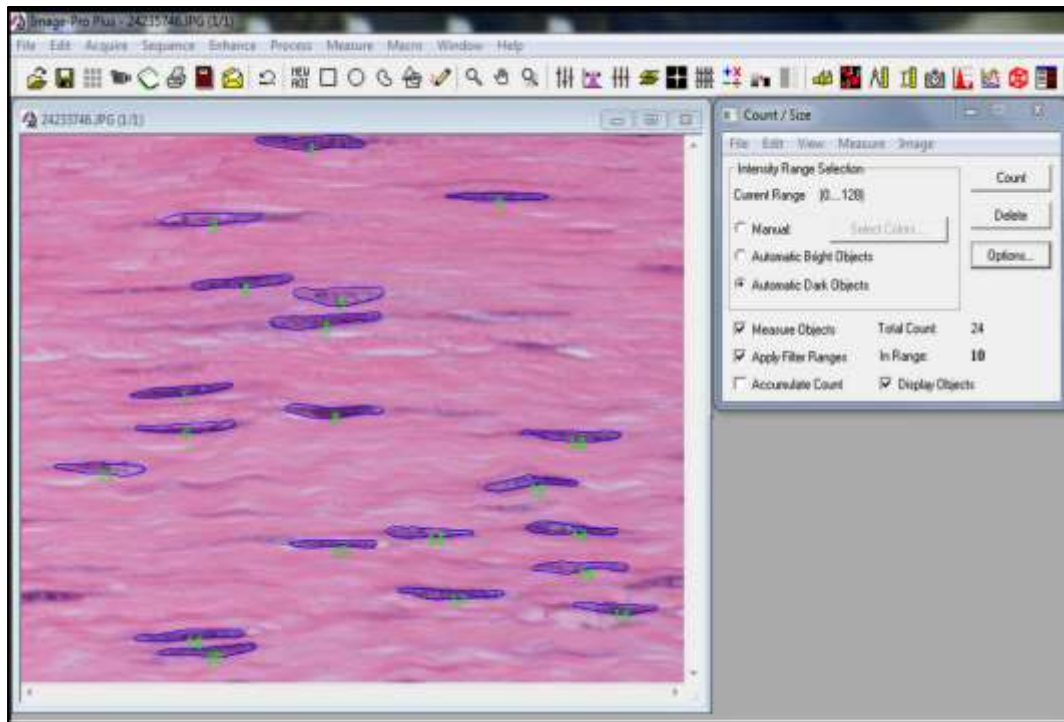 Image-Pro Plus - 24235746.JPG (1/1)
File Edit Acquire Sequence Enhance Process Measure Macro Window Help
NEW
AOI
24235746.JPG (1/1)
Count / Size
File Edit View Measure Image
Intensity Range Selection
Current Range (0...128)
Manual: Select Colors...
Automatic Bright Objects
Automatic Dark Objects
Count
Delete
Options...
Measure Objects Total Count: 24
Apply Filter Ranges In Range: 18
Accumulate Count Display Objects